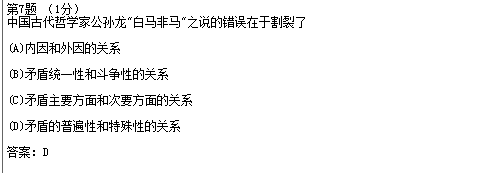 第7题 (1分)
中国古代哲学家公孙龙"白马非马"之说的错误在于割裂了
(A)内因和外因的关系
(B)矛盾统一性和斗争性的关系
(C)矛盾主要方面和次要方面的关系
(D)矛盾的普遍性和特殊性的关系
答案: D